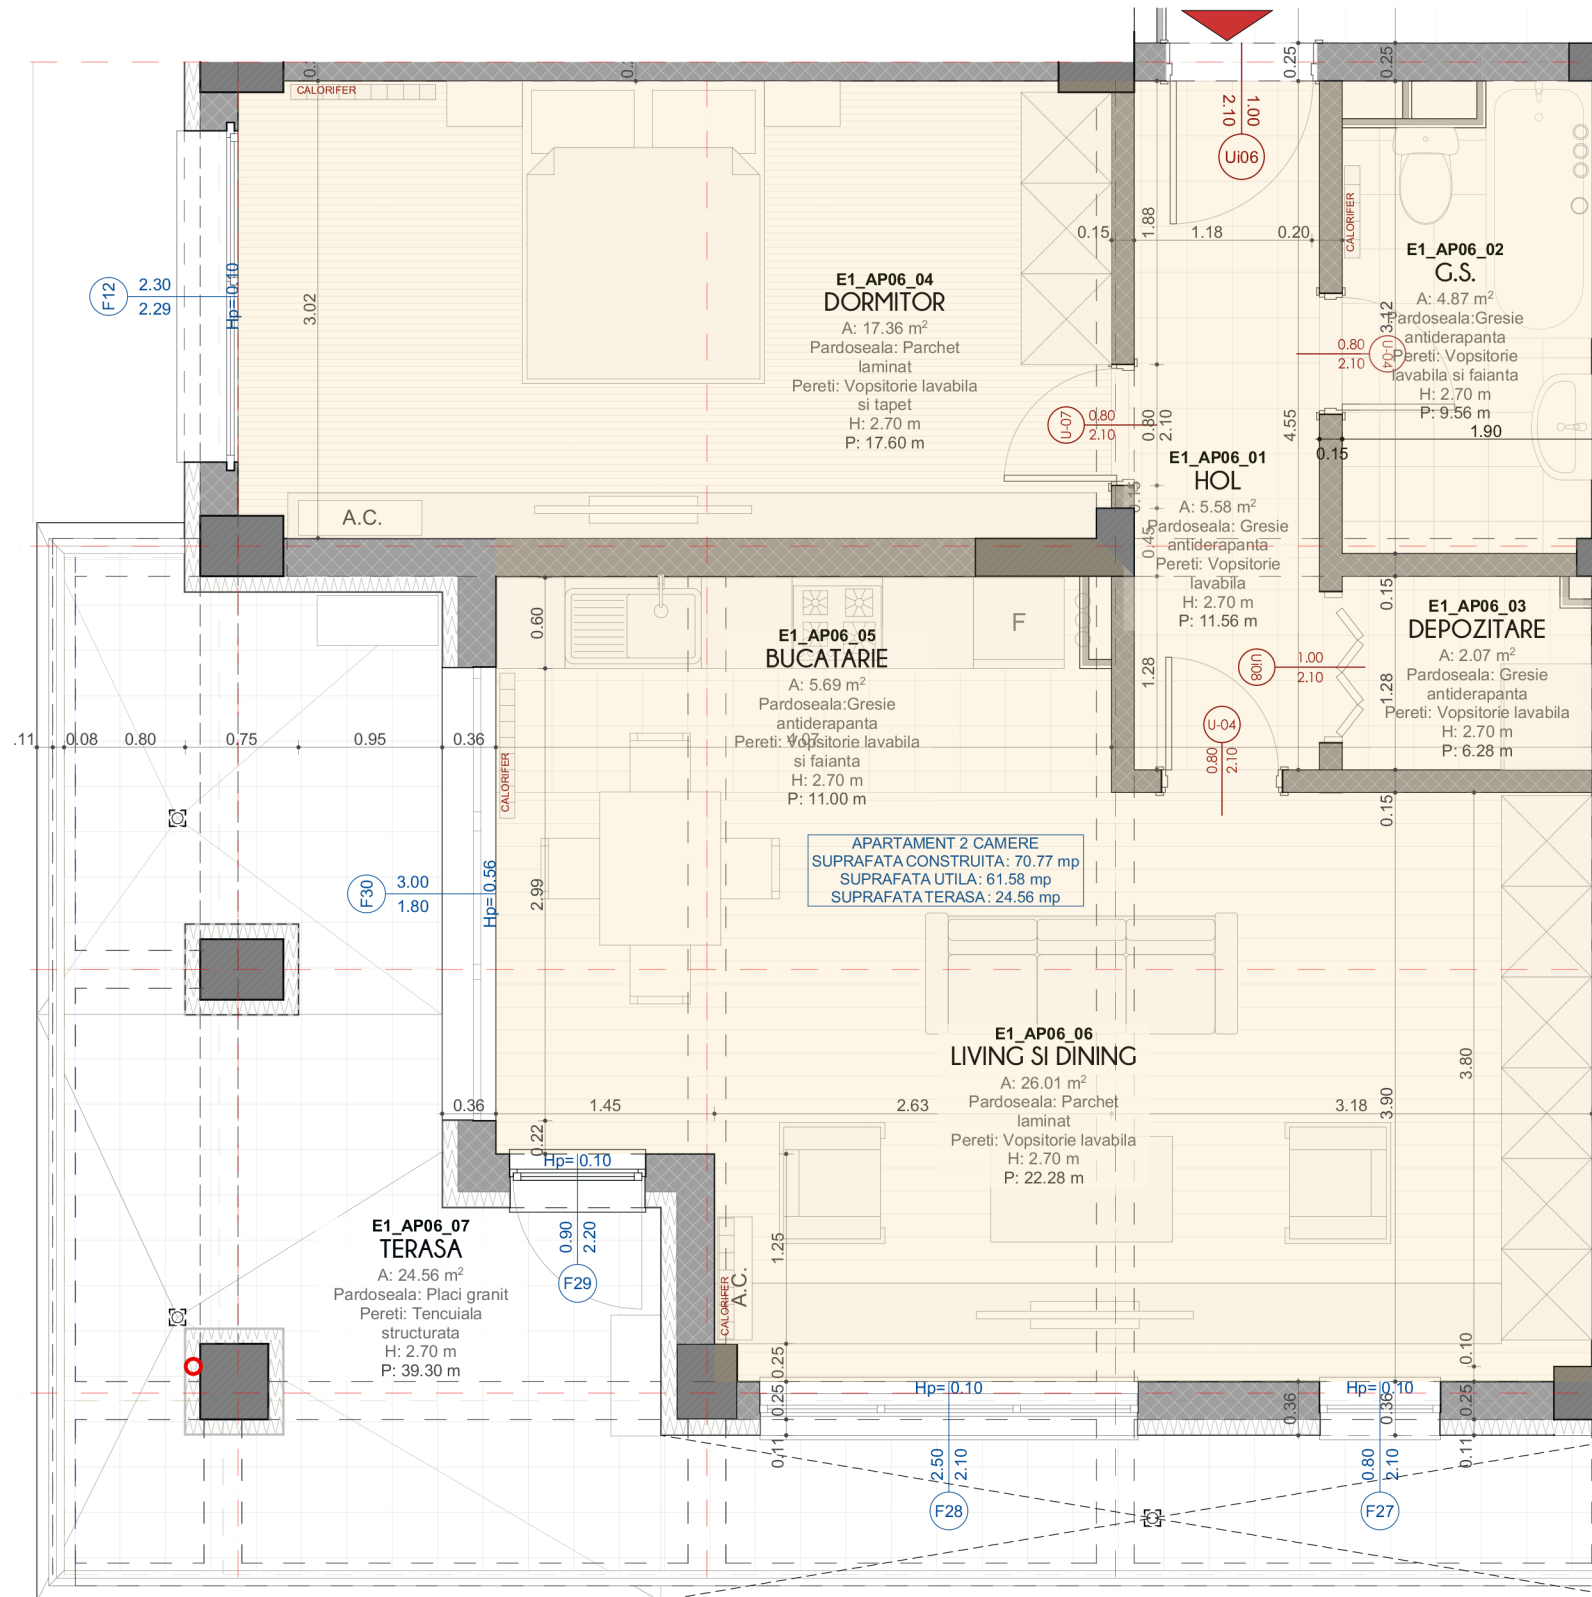 CALORIFER
0.25
0.25
1.00
2.10
Ui06
CALORIFER
0.15
1.88
1.18
0.20
E1_AP06_02
G.S.
A: 4.87 m²
Pardoseala:Gresie
antiderapanta
Pereti: Vopsitorie
lavabila si faianta
H: 2.70 m
P: 9.56 m
3.12
F12
2.30
2.29
Hp= 0.10
3.02
E1_AP06_04
DORMITOR
A: 17.36 m²
Pardoseala: Parchet
laminat
Pereti: Vopsitorie lavabila
si tapet
H: 2.70 m
P: 17.60 m
0.80
2.10
U-04
U-07
0.80
2.10
0.80
2.10
4.55
1.90
0.15
E1_AP06_01
HOL
A: 5.58 m²
Pardoseala: Gresie
antiderapanta
Pereti: Vopsitorie
lavabila
H: 2.70 m
P: 11.56 m
A.C.
0.15
0.45
0.60
F
E1_AP06_05
BUCATARIE
A: 5.69 m²
Pardoseala:Gresie
antiderapanta
4.07
Pereti: Vopsitorie lavabila
si faianta
H: 2.70 m
P: 11.00 m
0.15
E1_AP06_03
DEPOZITARE
A: 2.07 m²
Pardoseala: Gresie
antiderapanta
Pereti: Vopsitorie lavabila
H: 2.70 m
P: 6.28 m
1.28
Ui08
1.00
2.10
1.28
U-04
0.80
2.10
.11
0.08
0.80
0.75
0.95
0.36
CALORIFER
0.15
APARTAMENT 2 CAMERE
SUPRAFATA CONSTRUITA: 70.77 mp
SUPRAFATA UTILA: 61.58 mp
SUPRAFATA TERASA: 24.56 mp
F30
3.00
1.80
Hp= 0.56
2.99
E1_AP06_06
LIVING SI DINING
A: 26.01 m²
Pardoseala: Parchet
laminat
Pereti: Vopsitorie lavabila
H: 2.70 m
P: 22.28 m
3.80
3.90
0.36
1.45
2.63
3.18
0.22
Hp= 0.10
0.90
2.20
F29
1.25
E1_AP06_07
TERASA
A: 24.56 m²
Pardoseala: Placi granit
Pereti: Tencuiala
structurata
H: 2.70 m
P: 39.30 m
CALORIFER
A.C.
0.25
0.25
0.11
Hp= 0.10
0.36
Hp= 0.10
0.36
0.10
0.25
0.11
2.50
2.10
F28
0.80
2.10
F27